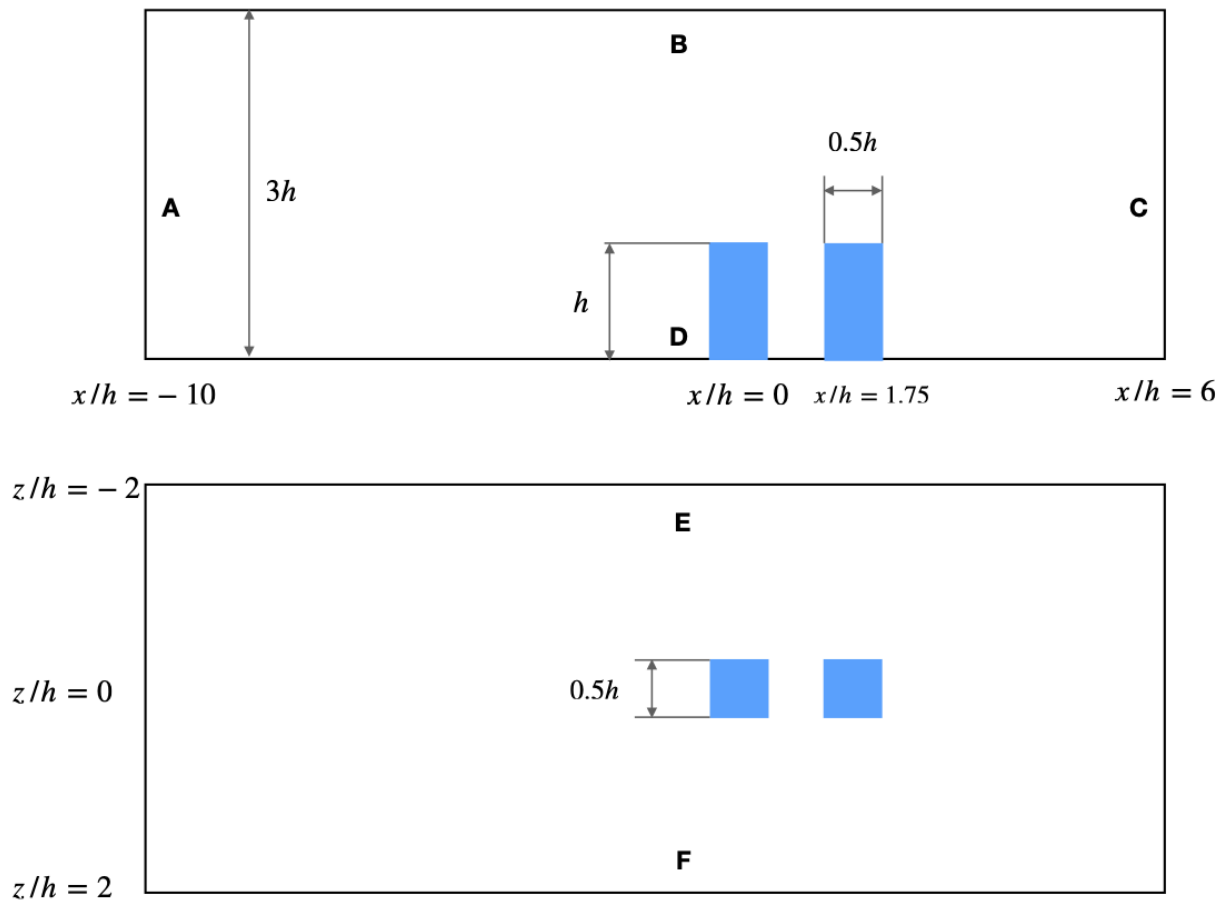 B
0.5h
A
3h
C
h
D
x/h = − 10
x/h = 0
x/h = 1.75
x/h = 6
z/h = − 2
E
z/h = 0
0.5h
F
z/h = 2